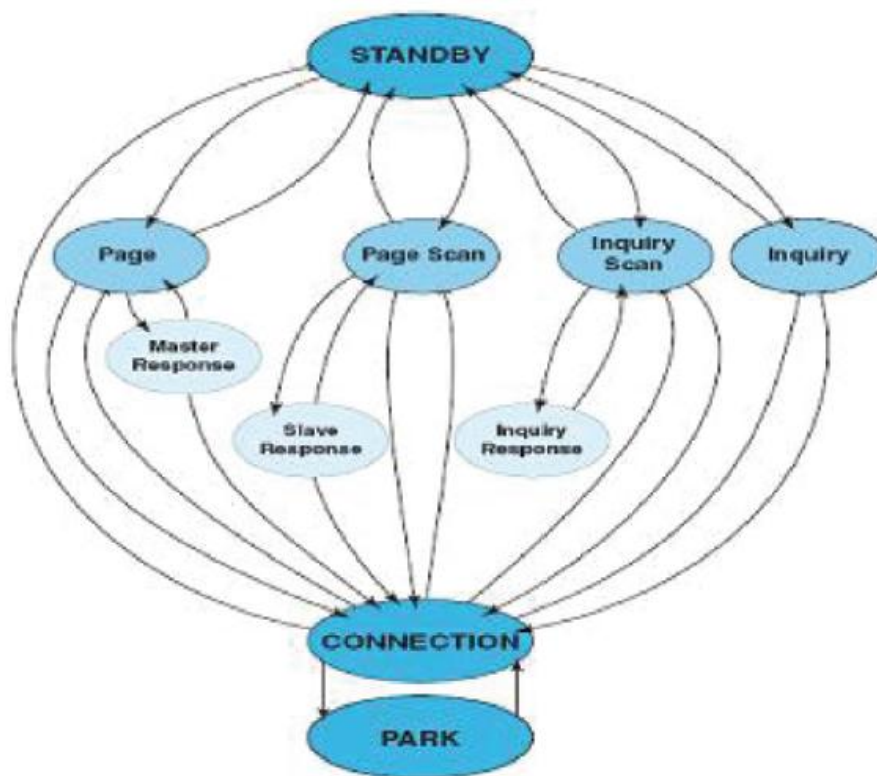 STANDBY
Page
Page Scan
Inquiry
Scan
Inquiry
Master
Response
Slave
Response
Inquiry
Response
CONNECTION
PARK